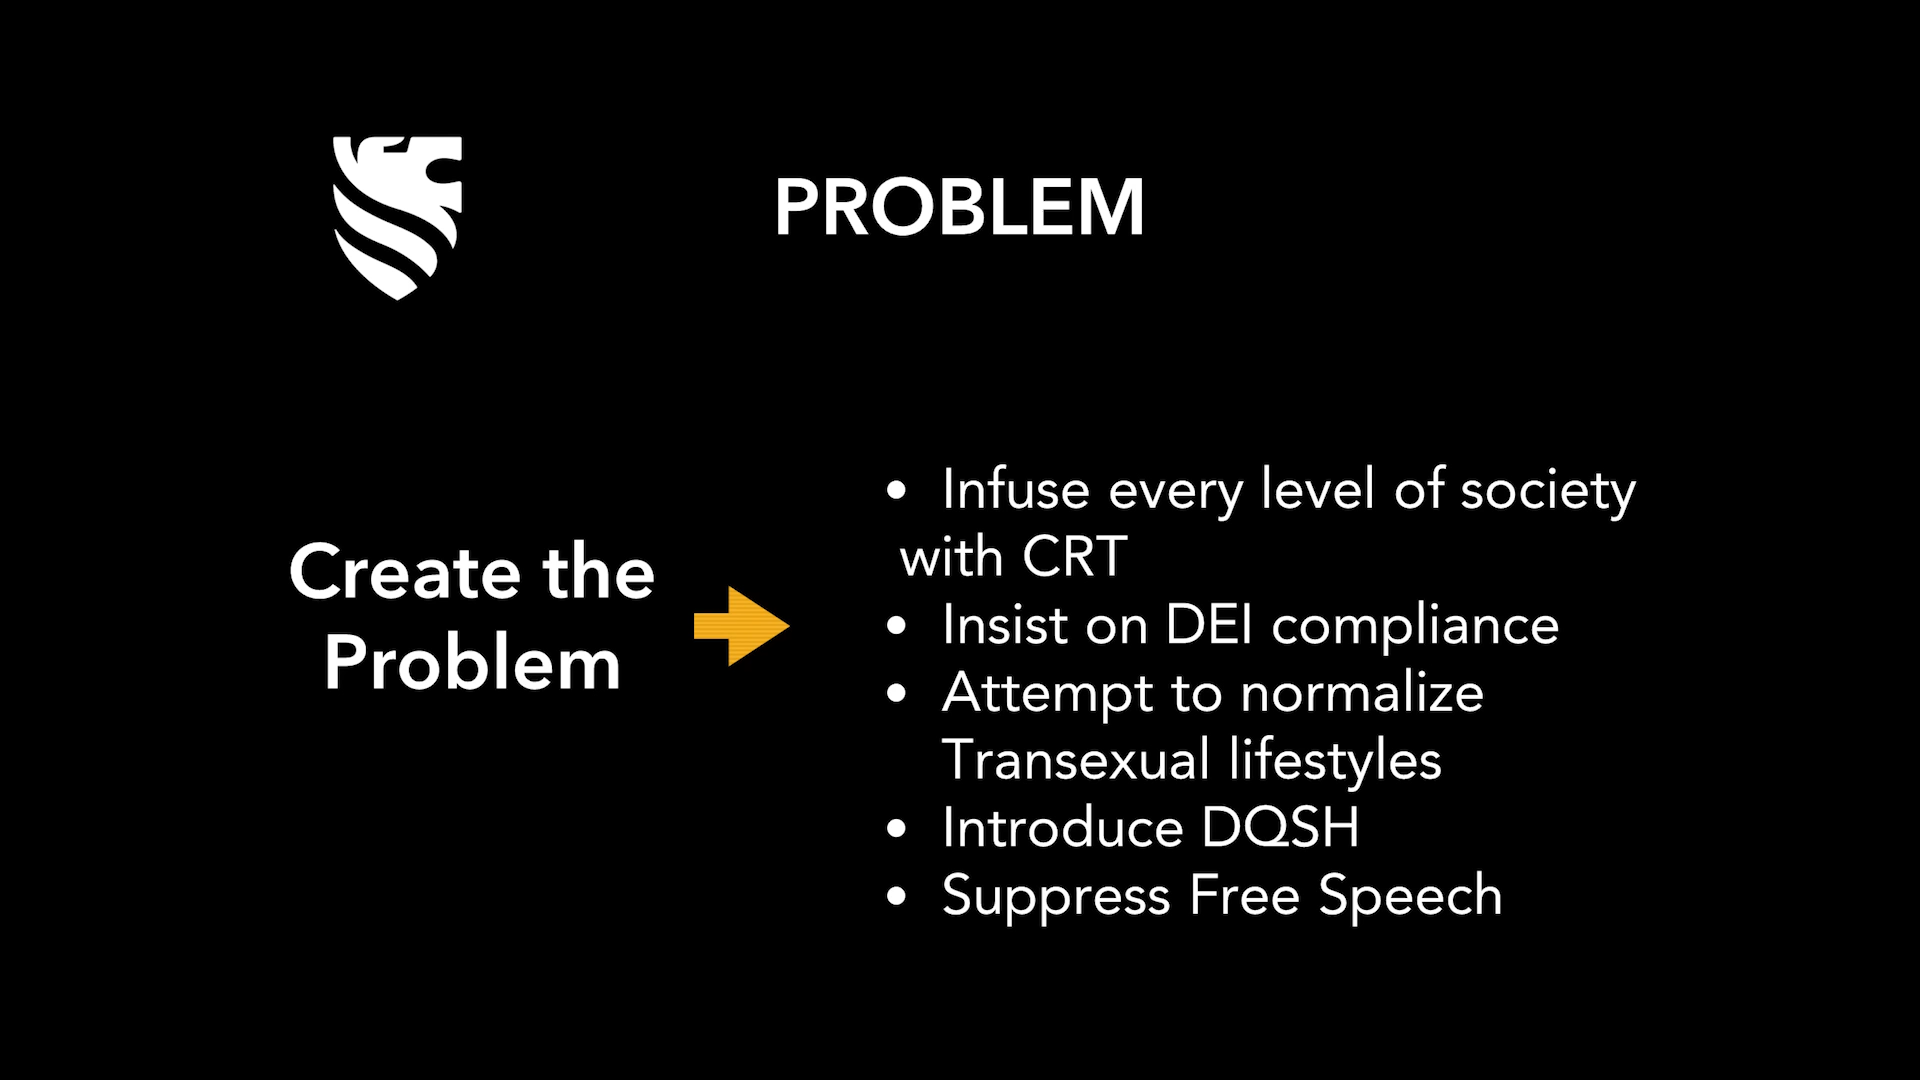 PROBLEM
Create the
Problem
• Infuse every level of society
with CRT
• Insist on DEI compliance
• Attempt to normalize
Transexual lifestyles
• Introduce DQSH
• Suppress Free Speech